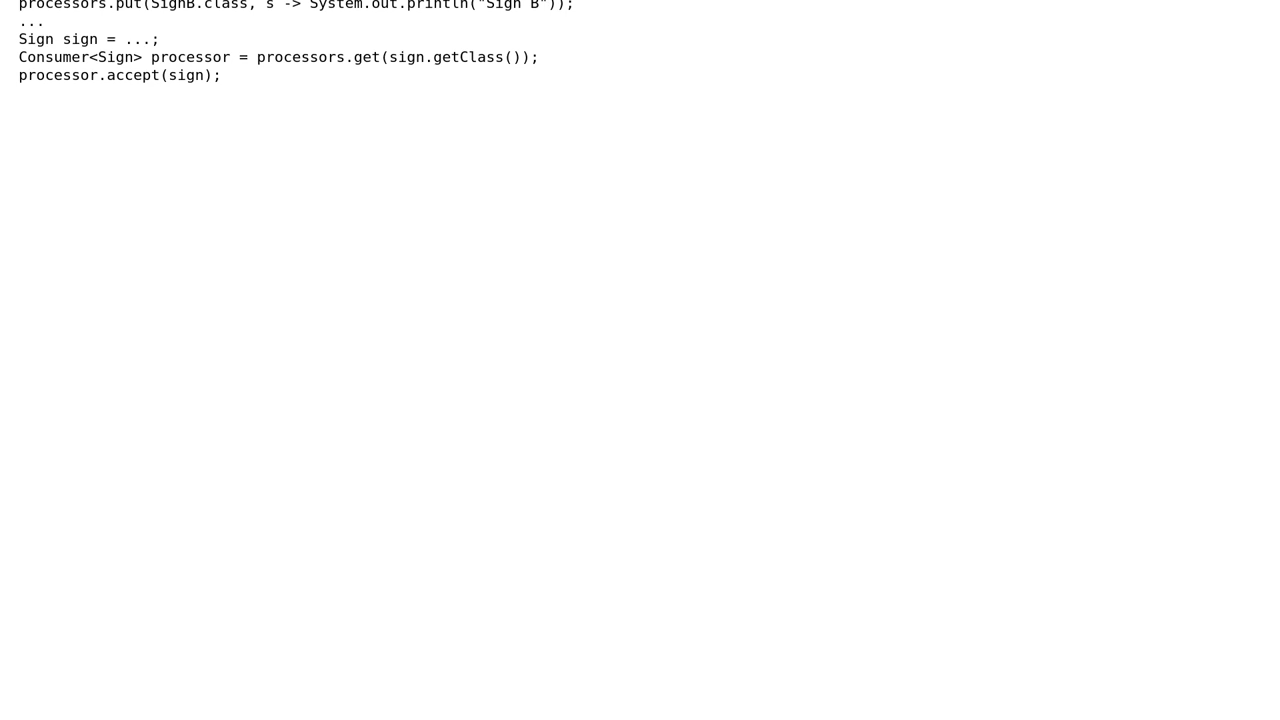 processors.put(SignB.class, s -> System.out.println("Sign B"));
...
Sign sign = ...;
Consumer<Sign> processor = processors.get(sign.getClass());
processor.accept(sign);